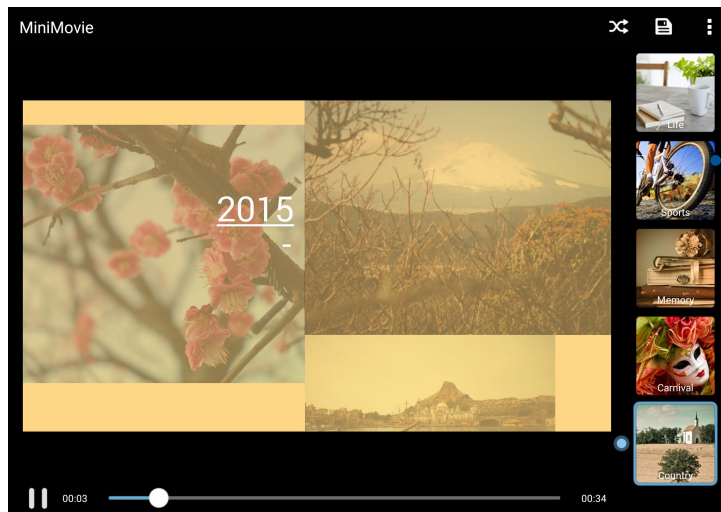 MiniMovie
2015
-
Life
Sports
Memory
Carnival
Country
00:03
00:34